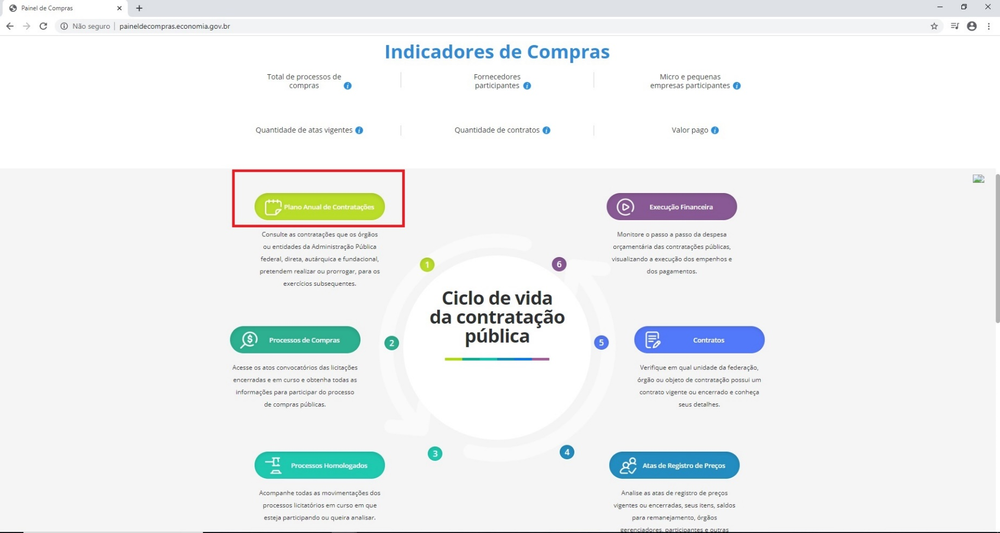 Painel de Compras
Não seguro | paineldecompras.economia.gov.br
Indicadores de Compras
Total de processos de
compras
Fornecedores
participantes
Micro e pequenas
empresas participantes
Quantidade de atas vigentes
Quantidade de contratos
Valor pago
Plano Anual de Contratações
Consulte as contratações que os órgãos
ou entidades da Administração Pública
federal, direta, autárquica e fundacional,
pretendem realizar ou prorrogar, para os
exercícios subsequentes.
Execução Financeira
Monitore o passo a passo da despesa
orçamentária das contratações públicas,
visualizando a execução dos empenhos e
dos pagamentos.
1
6
Ciclo de vida
da contratação
pública
Processos de Compras
2
Acesse os atos convocatórios das licitações
encerradas e em curso e obtenha todas as
informações para participar do processo
de compras públicas.
5
Contratos
Verifique em qual unidade da federação,
órgão ou objeto de contratação possui um
contrato vigente ou encerrado e conheça
seus detalhes.
3
4
Processos Homologados
Acompanhe todas as movimentações dos
processos licitatórios em curso em que
esteja participando ou queira analisar.
Atas de Registro de Preços
Analise as atas de registro de preços
vigentes ou encerradas, seus itens, saldos
para remanejamento, órgãos
gerenciadores, participantes e outras